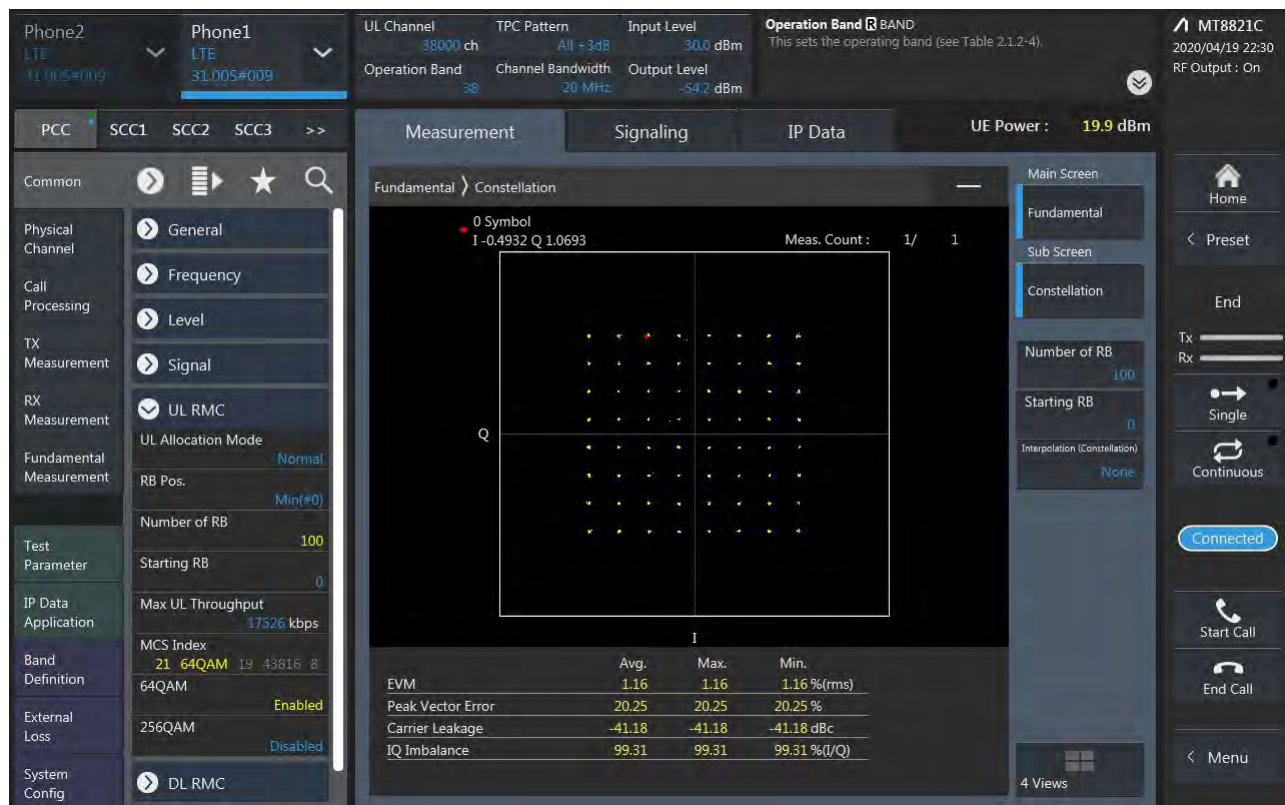 Phone2
LTE
31.005#009
Phone1
LTE
31.005#009
UL Channel
38000 ch
Operation Band
38
TPC Pattern
All +3dB
Channel Bandwidth
20 MHz
Input Level
30.0 dBm
Output Level
-54.2 dBm
Operation Band R BAND
This sets the operating band (see Table 2.1.2-4).
MT8821C
2020/04/19 22:30
RF Output : On
PCC SCC1 SCC2 SCC3 >>
Measurement Signaling IP Data
UE Power : 19.9 dBm
Common
Physical
Channel
Call
Processing
TX
Measurement
RX
Measurement
Fundamental
Measurement
Test
Parameter
IP Data
Application
Band
Definition
External
Loss
System
Config
General
Frequency
Level
Signal
UL RMC
UL Allocation Mode
Normal
RB Pos.
Min(#0)
Number of RB
100
Starting RB
0
Max UL Throughput
17526 kbps
MCS Index
21 64QAM 19 43816 8
64QAM
Enabled
256QAM
Disabled
DL RMC
Fundamental > Constellation
0 Symbol
I -0.4932 Q 1.0693
Meas. Count : 1/ 1
Q
I
Avg. Max. Min.
EVM 1.16 1.16 1.16 %(rms)
Peak Vector Error 20.25 20.25 20.25 %
Carrier Leakage -41.18 -41.18 -41.18 dBc
IQ Imbalance 99.31 99.31 99.31 %(I/Q)
Main Screen
Fundamental
Sub Screen
Constellation
Number of RB
100
Starting RB
0
Interpolation (Constellation)
None
4 Views
Home
< Preset
End
Tx
Rx
Single
Continuous
Connected
Start Call
End Call
< Menu